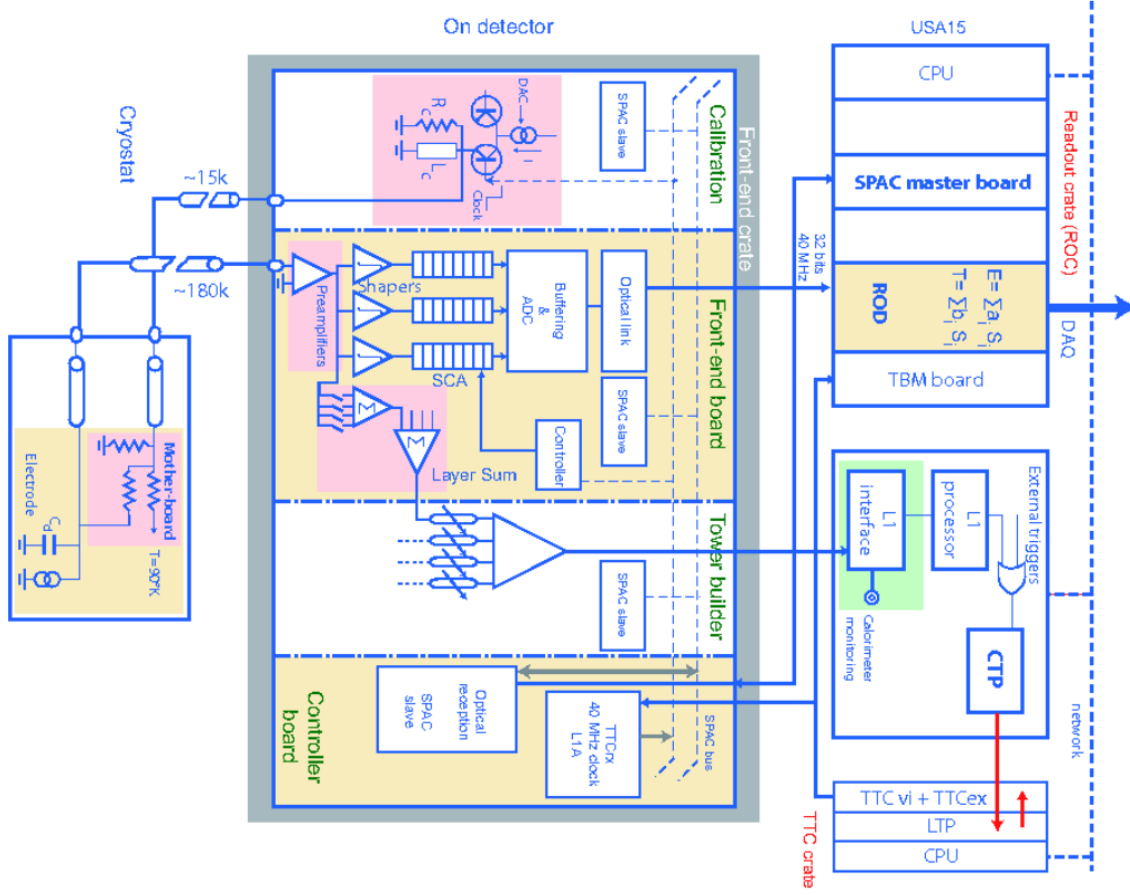 On detector
USA15
CPU
SPAC master board
ROD
E= ∑a_i S_i
T= ∑b_i S_i
TBM board
Readout crate (ROC)
DAQ
32 bits
40 MHz
Calibration
Front-end crate
SPAC
slave
DAC
I
R_c
L_c
Clock
Cryostat
~15k
~180k
Preamplifiers
Shapers
SCA
Buffering
&
ADC
Optical link
SPAC
slave
Controller
Front-end board
∑
∑
Layer Sum
Mother-board
Electrode
C_d
T=90°K
Tower builder
SPAC
slave
L1
interface
L1
processor
External triggers
Calorimeter
monitoring
CTP
network
Controller
board
Optical
reception
SPAC
slave
TTCrx
40 MHz clock
L1A
SPAC bus
TTC vi + TTCex
LTP
CPU
TTC crate